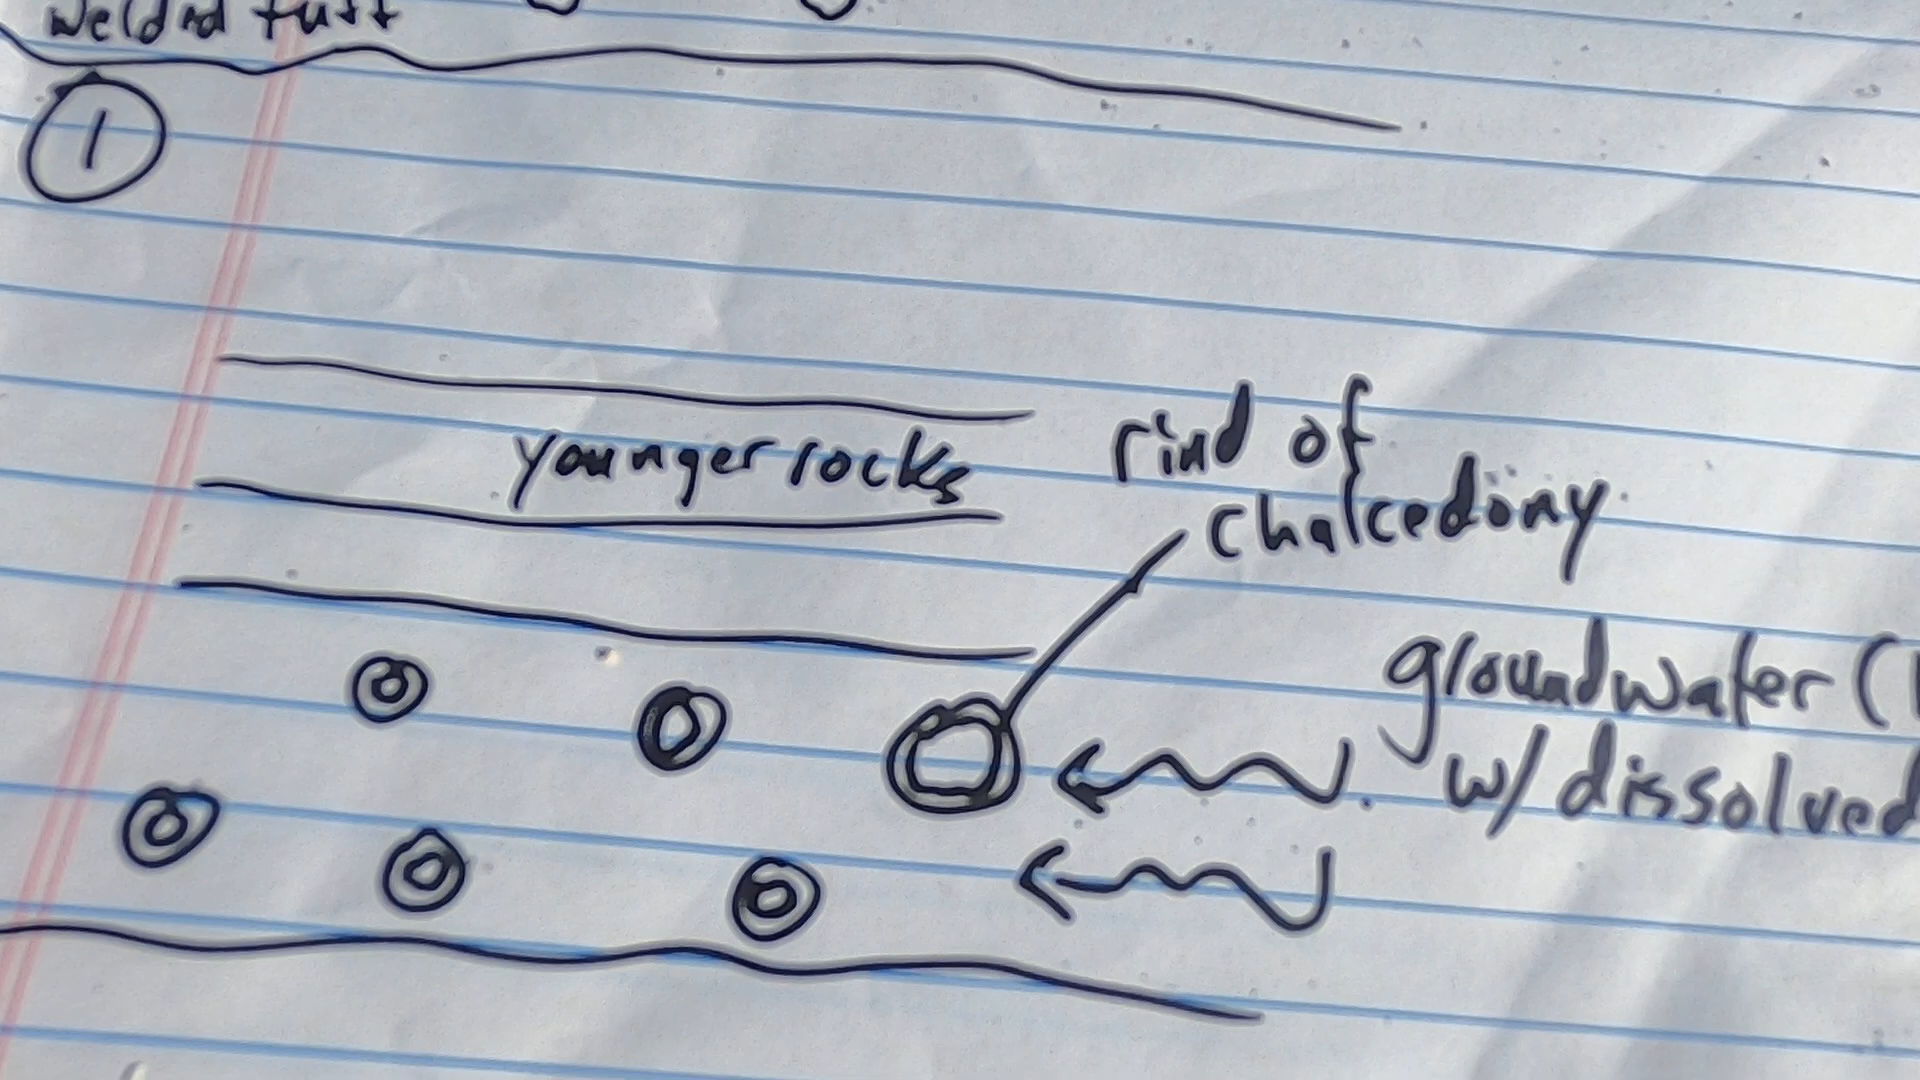 welded tuff
1
younger rocks
rind of
chalcedony
groundwater (
w/ dissolved